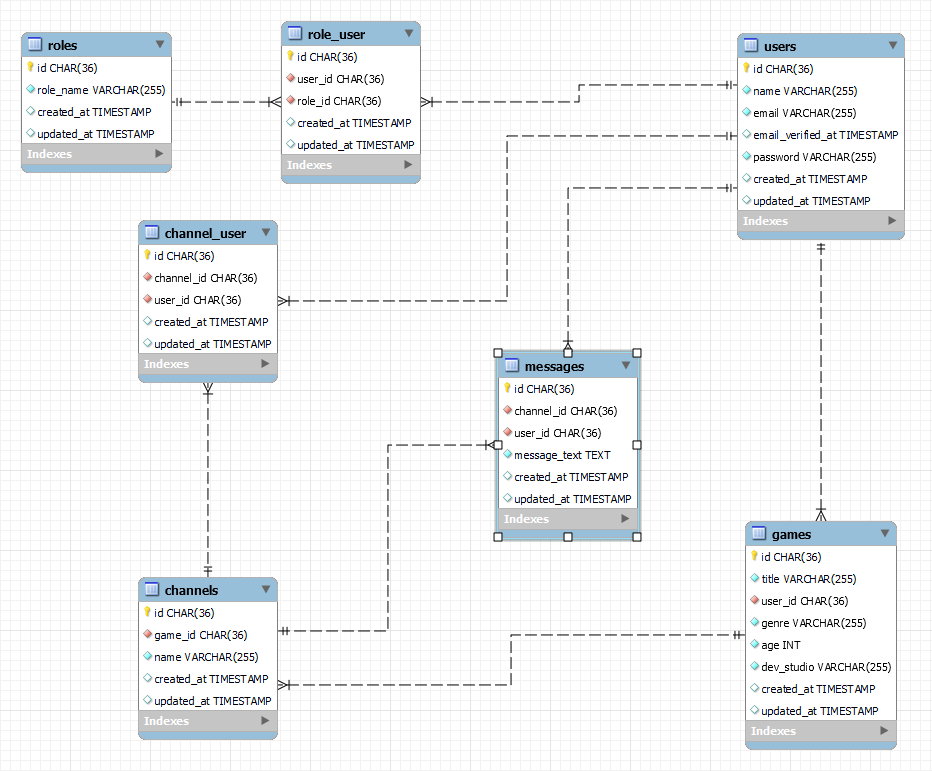 roles
id CHAR(36)
role_name VARCHAR(255)
created_at TIMESTAMP
updated_at TIMESTAMP
Indexes
role_user
id CHAR(36)
user_id CHAR(36)
role_id CHAR(36)
created_at TIMESTAMP
updated_at TIMESTAMP
Indexes
users
id CHAR(36)
name VARCHAR(255)
email VARCHAR(255)
email_verified_at TIMESTAMP
password VARCHAR(255)
created_at TIMESTAMP
updated_at TIMESTAMP
Indexes
channel_user
id CHAR(36)
channel_id CHAR(36)
user_id CHAR(36)
created_at TIMESTAMP
updated_at TIMESTAMP
Indexes
messages
id CHAR(36)
channel_id CHAR(36)
user_id CHAR(36)
message_text TEXT
created_at TIMESTAMP
updated_at TIMESTAMP
Indexes
channels
id CHAR(36)
game_id CHAR(36)
name VARCHAR(255)
created_at TIMESTAMP
updated_at TIMESTAMP
Indexes
games
id CHAR(36)
title VARCHAR(255)
user_id CHAR(36)
genre VARCHAR(255)
age INT
dev_studio VARCHAR(255)
created_at TIMESTAMP
updated_at TIMESTAMP
Indexes